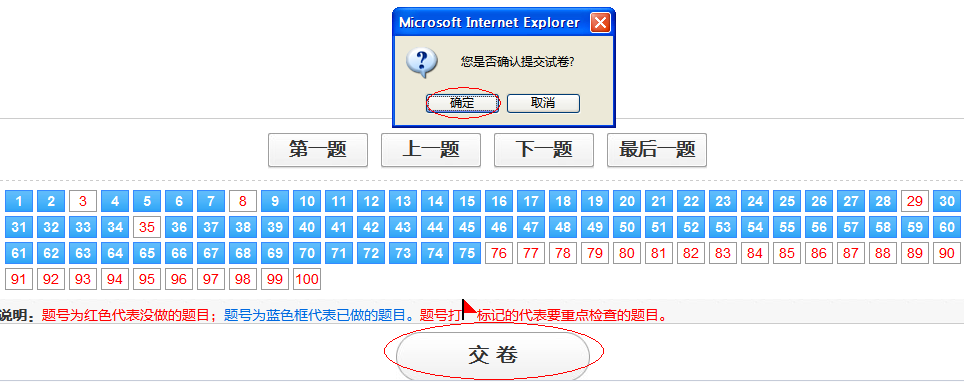 Microsoft Internet Explorer
您是否确认提交试卷?
确定 取消
第一题 上一题 下一题 最后一题
1 2 3 4 5 6 7 8 9 10 11 12 13 14 15 16 17 18 19 20 21 22 23 24 25 26 27 28 29 30
31 32 33 34 35 36 37 38 39 40 41 42 43 44 45 46 47 48 49 50 51 52 53 54 55 56 57 58 59 60
61 62 63 64 65 66 67 68 69 70 71 72 73 74 75 76 77 78 79 80 81 82 83 84 85 86 87 88 89 90
91 92 93 94 95 96 97 98 99 100
说明：题号为红色代表没做的题目；题号为蓝色框代表已做的题目。题号打 标记的代表要重点检查的题目。
交 卷